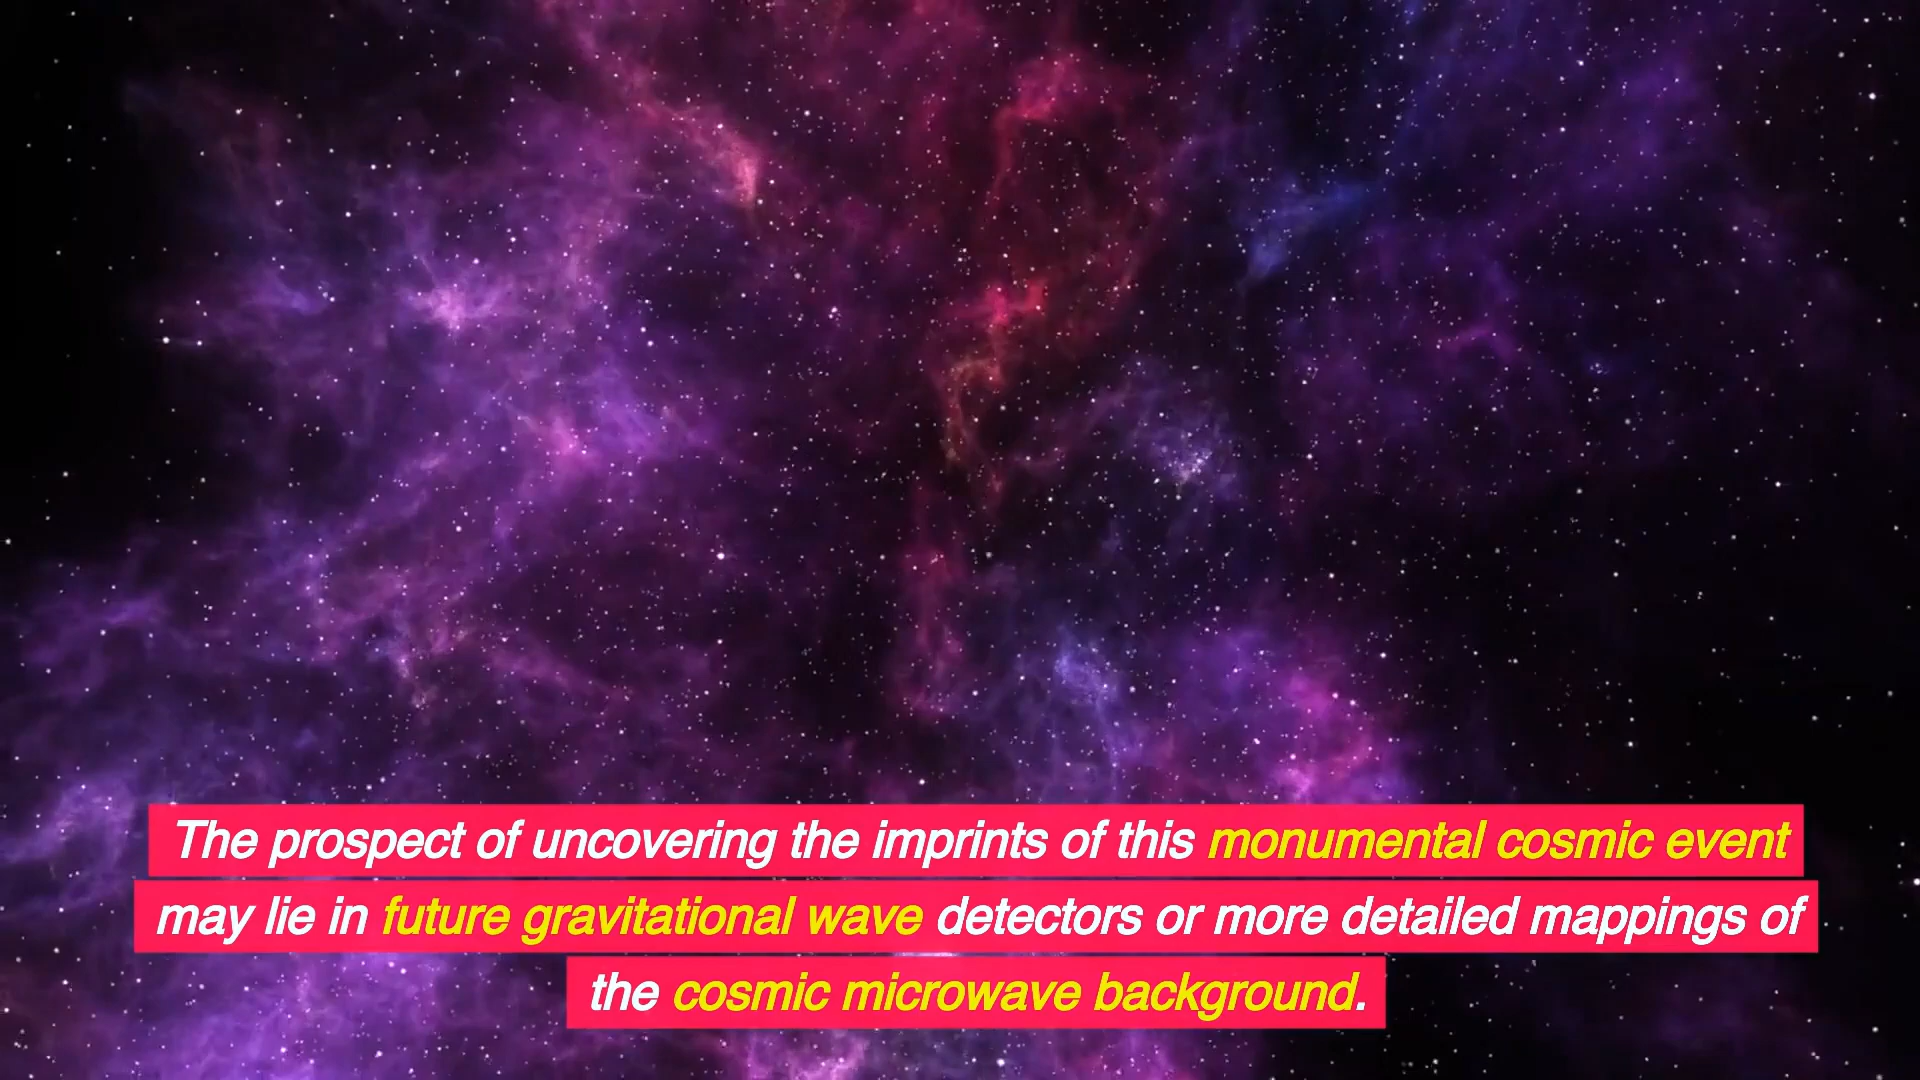 The prospect of uncovering the imprints of this monumental cosmic event
may lie in future gravitational wave detectors or more detailed mappings of
the cosmic microwave background.